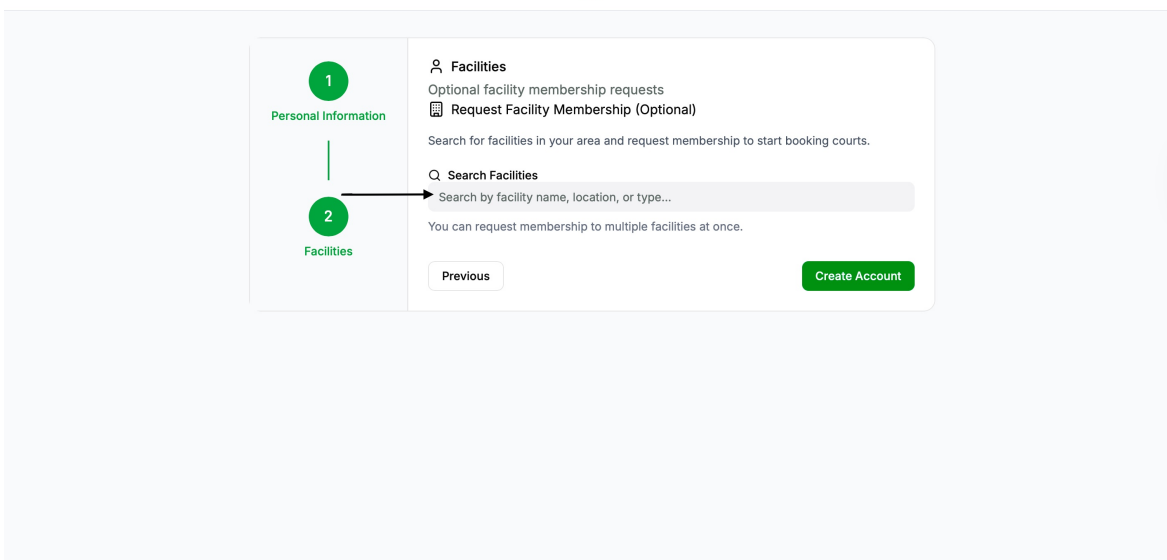 1
Personal Information
2
Facilities
Facilities
Optional facility membership requests
Request Facility Membership (Optional)
Search for facilities in your area and request membership to start booking courts.
Search Facilities
Search by facility name, location, or type...
You can request membership to multiple facilities at once.
Previous
Create Account